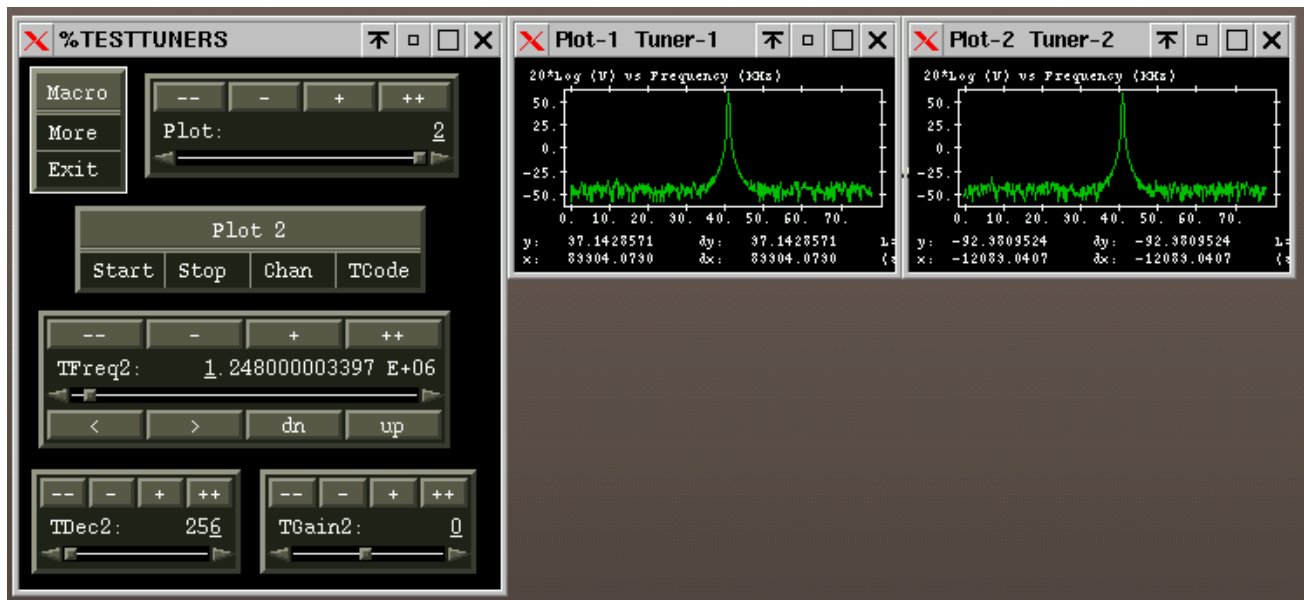 %TESTTUNERS
Macro
More
Exit
-- - + ++
Plot: 2
Plot 2
Start Stop Chan TCode
-- - + ++
TFreq2: 1.248000003397 E+06
< > dn up
-- - + ++
TDec2: 256
-- - + ++
TGain2: 0
Plot-1 Tuner-1
20*Log (U) vs Frequency (KHz)
50.
25.
0.
-25.
-50.
0. 10. 20. 30. 40. 50. 60. 70.
y: 37.1428571 dy: 37.1428571 L=
x: 83904.0730 dx: 83904.0730 (s
Plot-2 Tuner-2
20*Log (U) vs Frequency (KHz)
50.
25.
0.
-25.
-50.
0. 10. 20. 30. 40. 50. 60. 70.
y: -92.3809524 dy: -92.3809524 L=
x: -12083.0407 dx: -12083.0407 (s